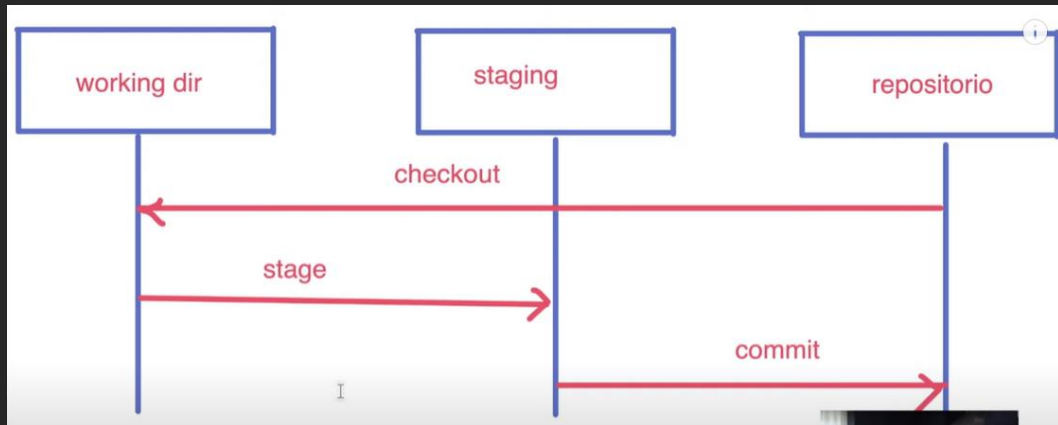 working dir
staging
repositorio
checkout
stage
commit